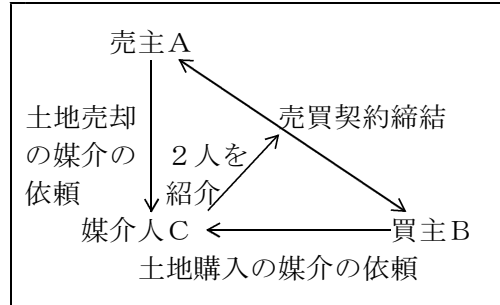 売主Ａ
土地売却
の媒介の
依頼
２人を
紹介
売買契約締結
媒介人Ｃ
買主Ｂ
土地購入の媒介の依頼